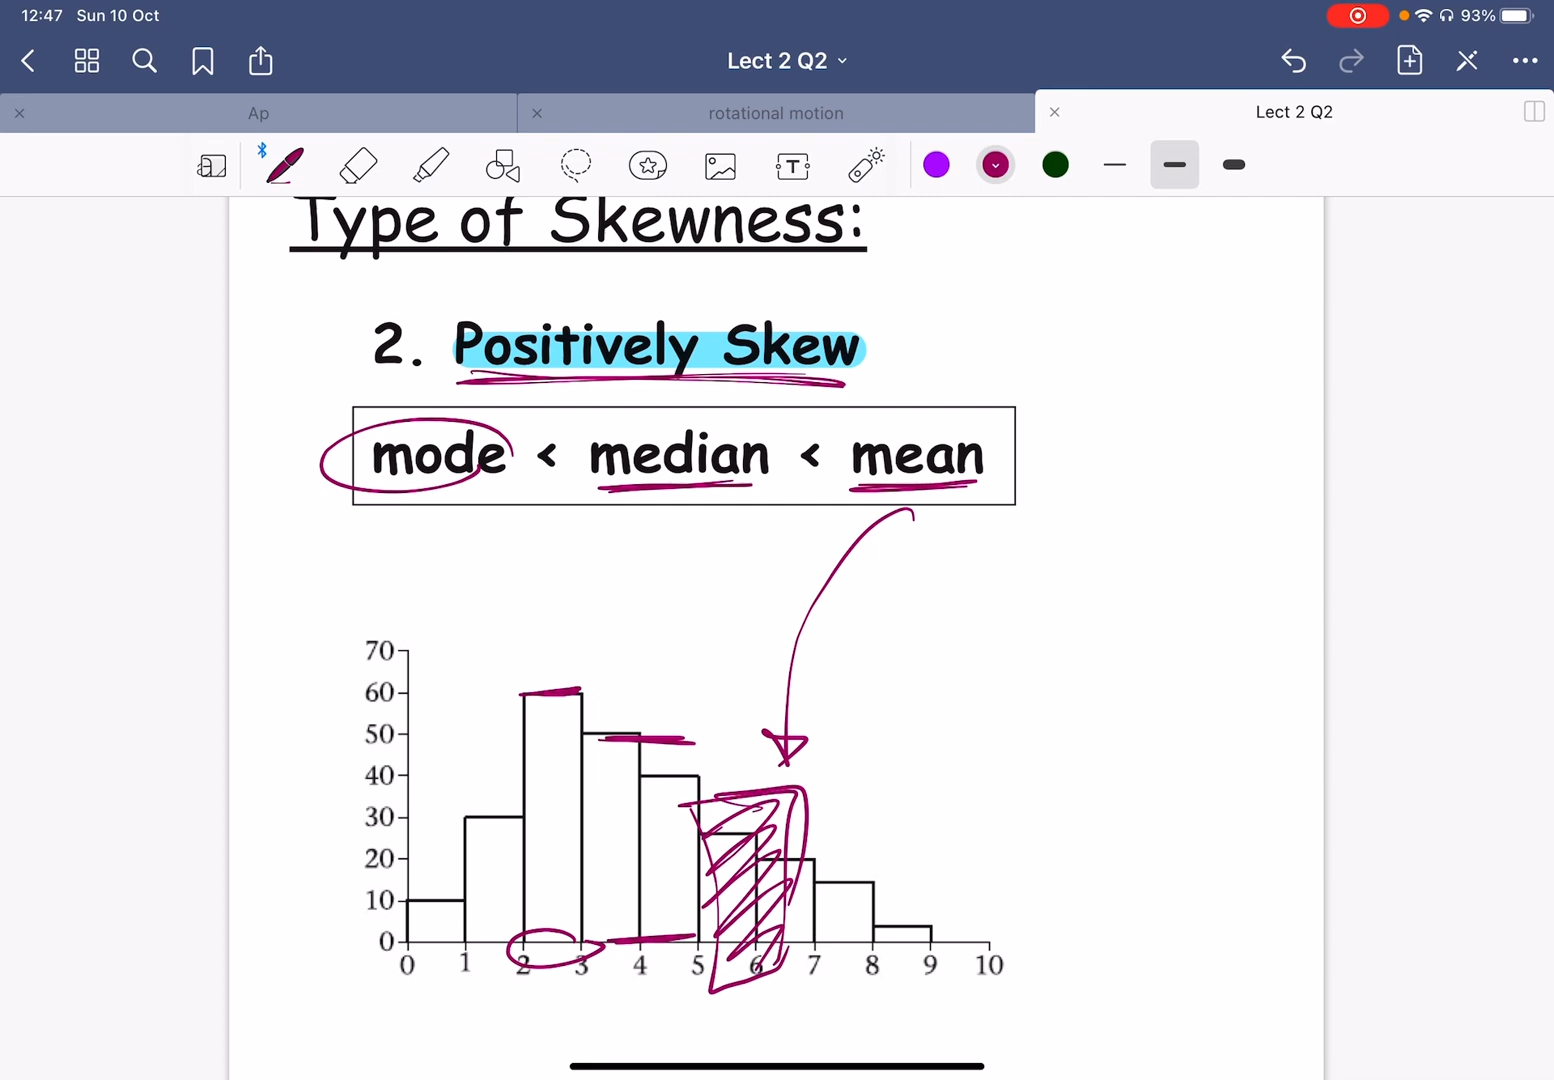 12:47 Sun 10 Oct 93%
Lect 2 Q2
Ap
rotational motion
Lect 2 Q2
T
Type of Skewness:
2. Positively Skew
mode < median < mean
70
60
50
40
30
20
10
0
0 1 2 3 4 5 6 7 8 9 10